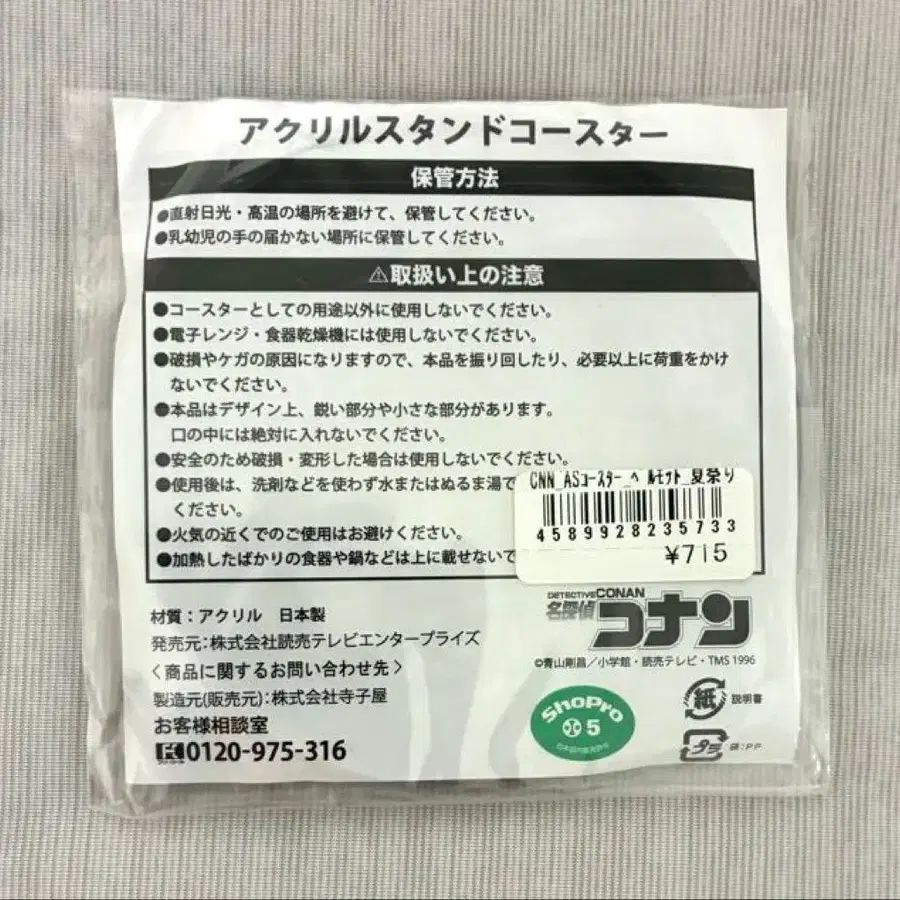 アクリルスタンドコースター
保管方法
●直射日光・高温の場所を避けて、保管してください。
●乳幼児の手の届かない場所に保管してください。
⚠取扱い上の注意
●コースターとしての用途以外に使用しないでください。
●電子レンジ・食器乾燥機には使用しないでください。
●破損やケガの原因になりますので、本品を振り回したり、必要以上に荷重をかけ
ないでください。
●本品はデザイン上、鋭い部分や小さな部分があります。
口の中には絶対に入れないでください。
●安全のため破損・変形した場合は使用しないでください。
●使用後は、洗剤などを使わず水またはぬるま湯で
ください。
●火気の近くでのご使用はお避けください。
●加熱したばかりの食器や鍋などは上に載せないで
CNN_ASコースター_ベルモット_夏祭り
4589928235733
¥715
材質：アクリル 日本製
発売元：株式会社読売テレビエンタープライズ
〈商品に関するお問い合わせ先〉
製造元(販売元)：株式会社寺子屋
お客様相談室
0120-975-316
DETECTIVE CONAN
名探偵
コナン
©青山剛昌／小学館・読売テレビ・TMS 1996
ShoPro
5
紙 説明書
プラ 袋：PP